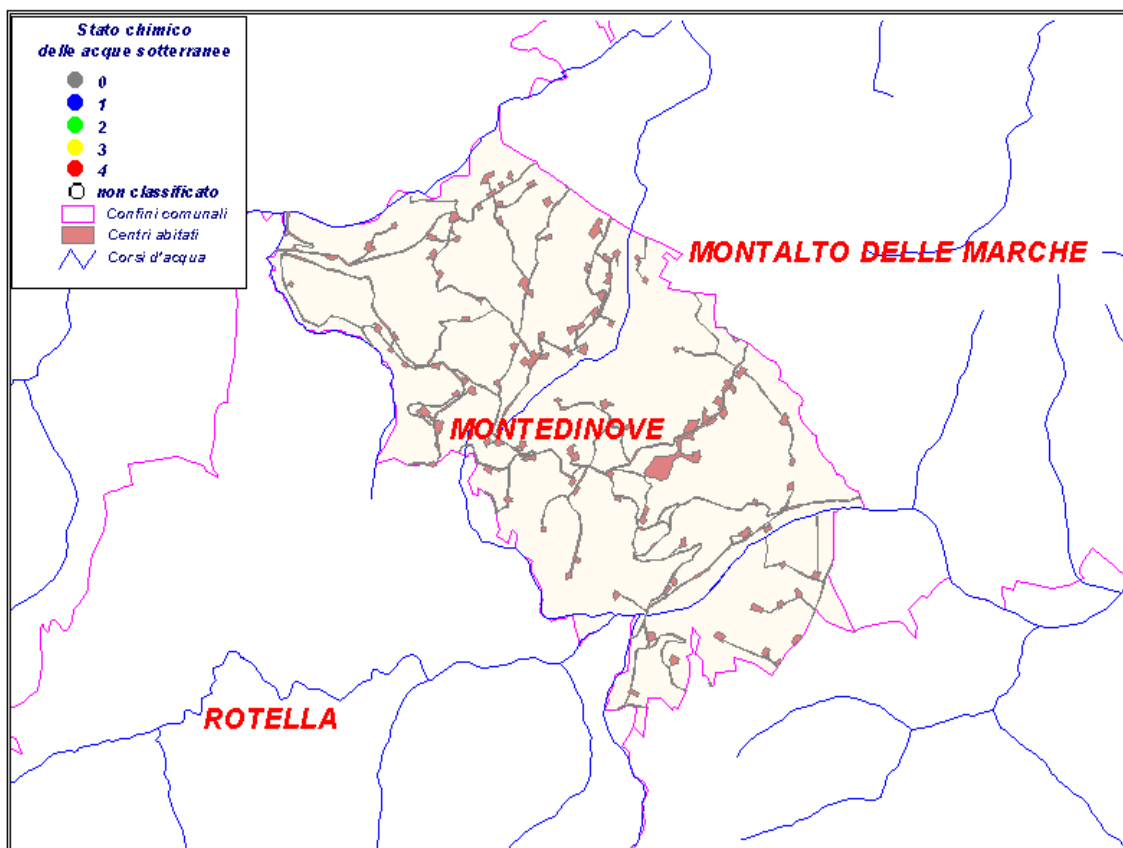 Stato chimico
delle acque sotterranee
0
1
2
3
4
non classificato
Confini comunali
Centri abitati
Corsi d'acqua
MONTALTO DELLE MARCHE
MONTEDINOVE
ROTELLA